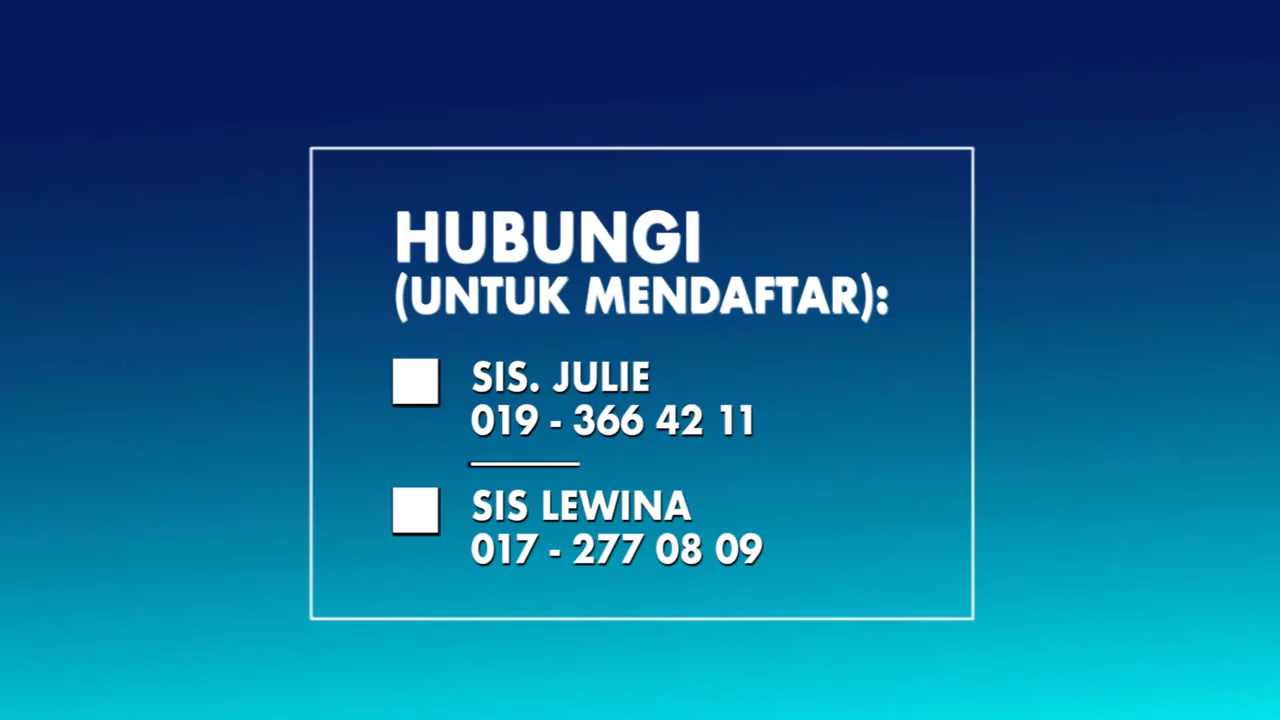 HUBUNGI
(UNTUK MENDAFTAR):
SIS. JULIE
019 - 366 42 11
SIS LEWINA
017 - 277 08 09